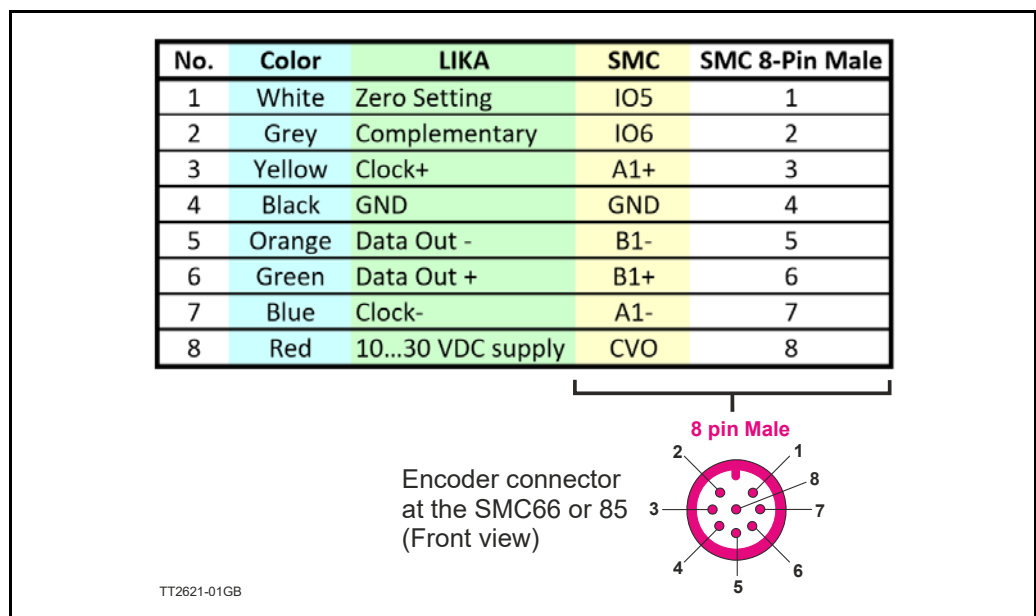 No. Color LIKA SMC SMC 8-Pin Male
1 White Zero Setting IO5 1
2 Grey Complementary IO6 2
3 Yellow Clock+ A1+ 3
4 Black GND GND 4
5 Orange Data Out - B1- 5
6 Green Data Out + B1+ 6
7 Blue Clock- A1- 7
8 Red 10...30 VDC supply CVO 8
8 pin Male
Encoder connector
at the SMC66 or 85
(Front view)
2 1
8
3 7
4 6
5
TT2621-01GB